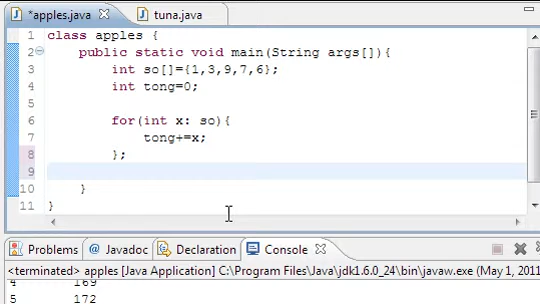 *apples.java tuna.java
1 class apples {
2 public static void main(String args[]){
3 int so[]={1,3,9,7,6};
4 int tong=0;
5
6 for(int x: so){
7 tong+=x;
8 };
9
10 }
11 }
Problems @ Javadoc Declaration Console
<terminated> apples [Java Application] C:\Program Files\Java\jdk1.6.0_24\bin\javaw.exe (May 1, 2011
4 169
5 172